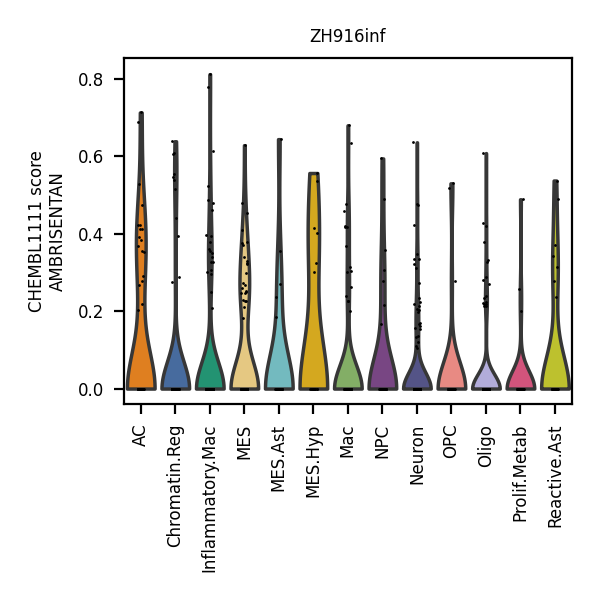 ZH916inf
CHEMBL1111 score
AMBRISENTAN
0.8
0.6
0.4
0.2
0.0
AC
Chromatin.Reg
Inflammatory.Mac
MES
MES.Ast
MES.Hyp
Mac
NPC
Neuron
OPC
Oligo
Prolif.Metab
Reactive.Ast